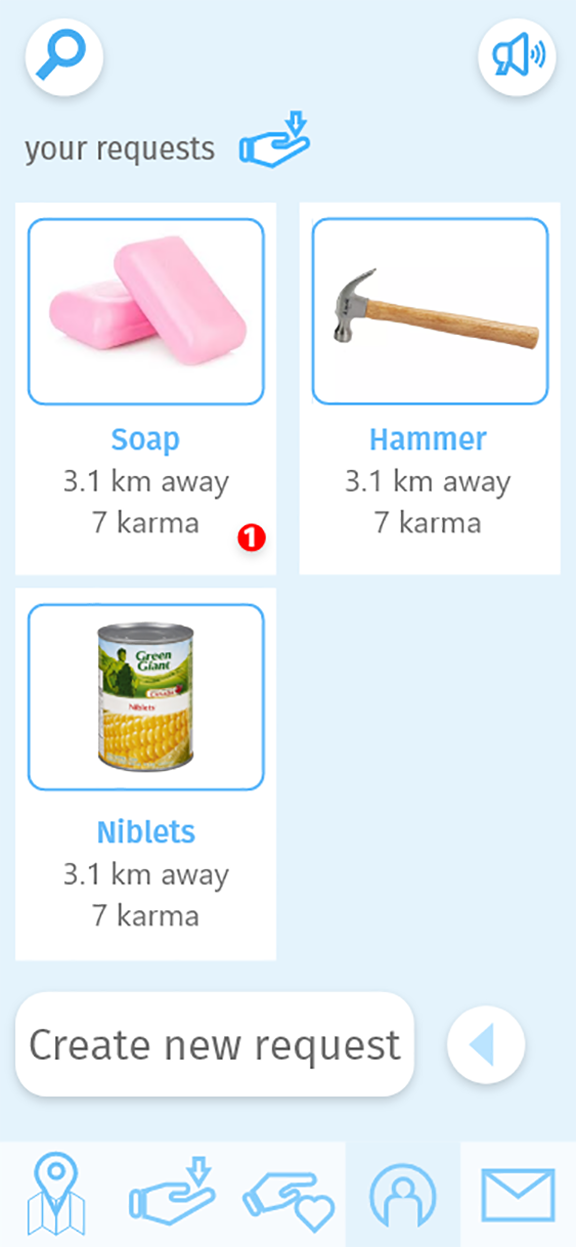 your requests
Soap
3.1 km away
7 karma
1
Hammer
3.1 km away
7 karma
Green
Giant
Canada
Niblets
Niblets
3.1 km away
7 karma
Create new request